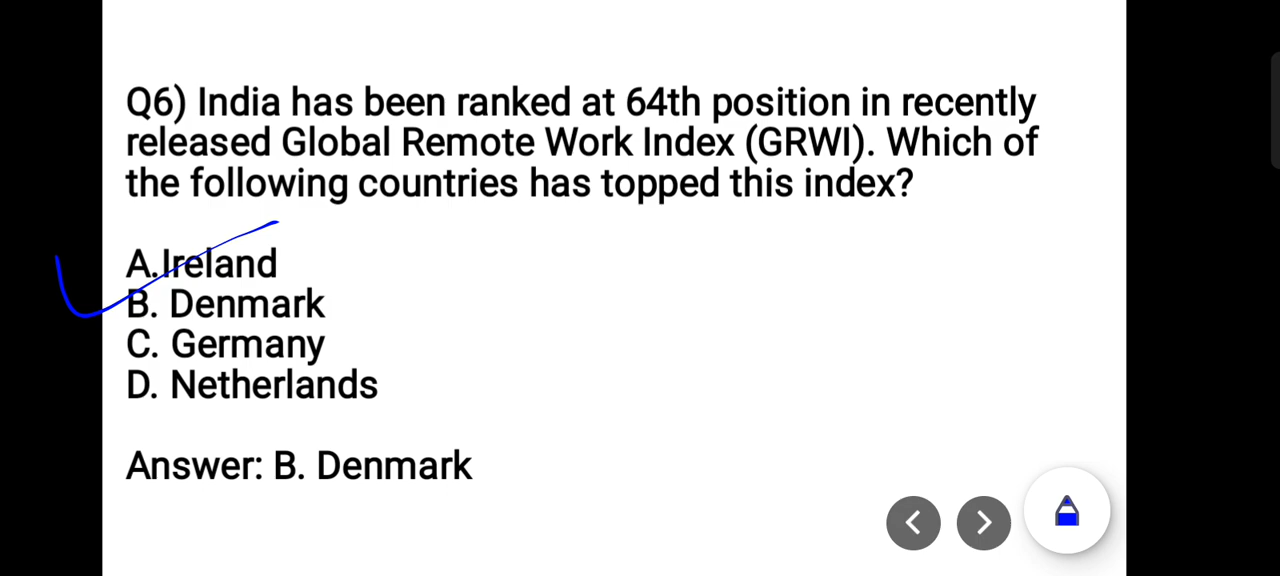 Q6) India has been ranked at 64th position in recently
released Global Remote Work Index (GRWI). Which of
the following countries has topped this index?
A.Ireland
B. Denmark
C. Germany
D. Netherlands
Answer: B. Denmark